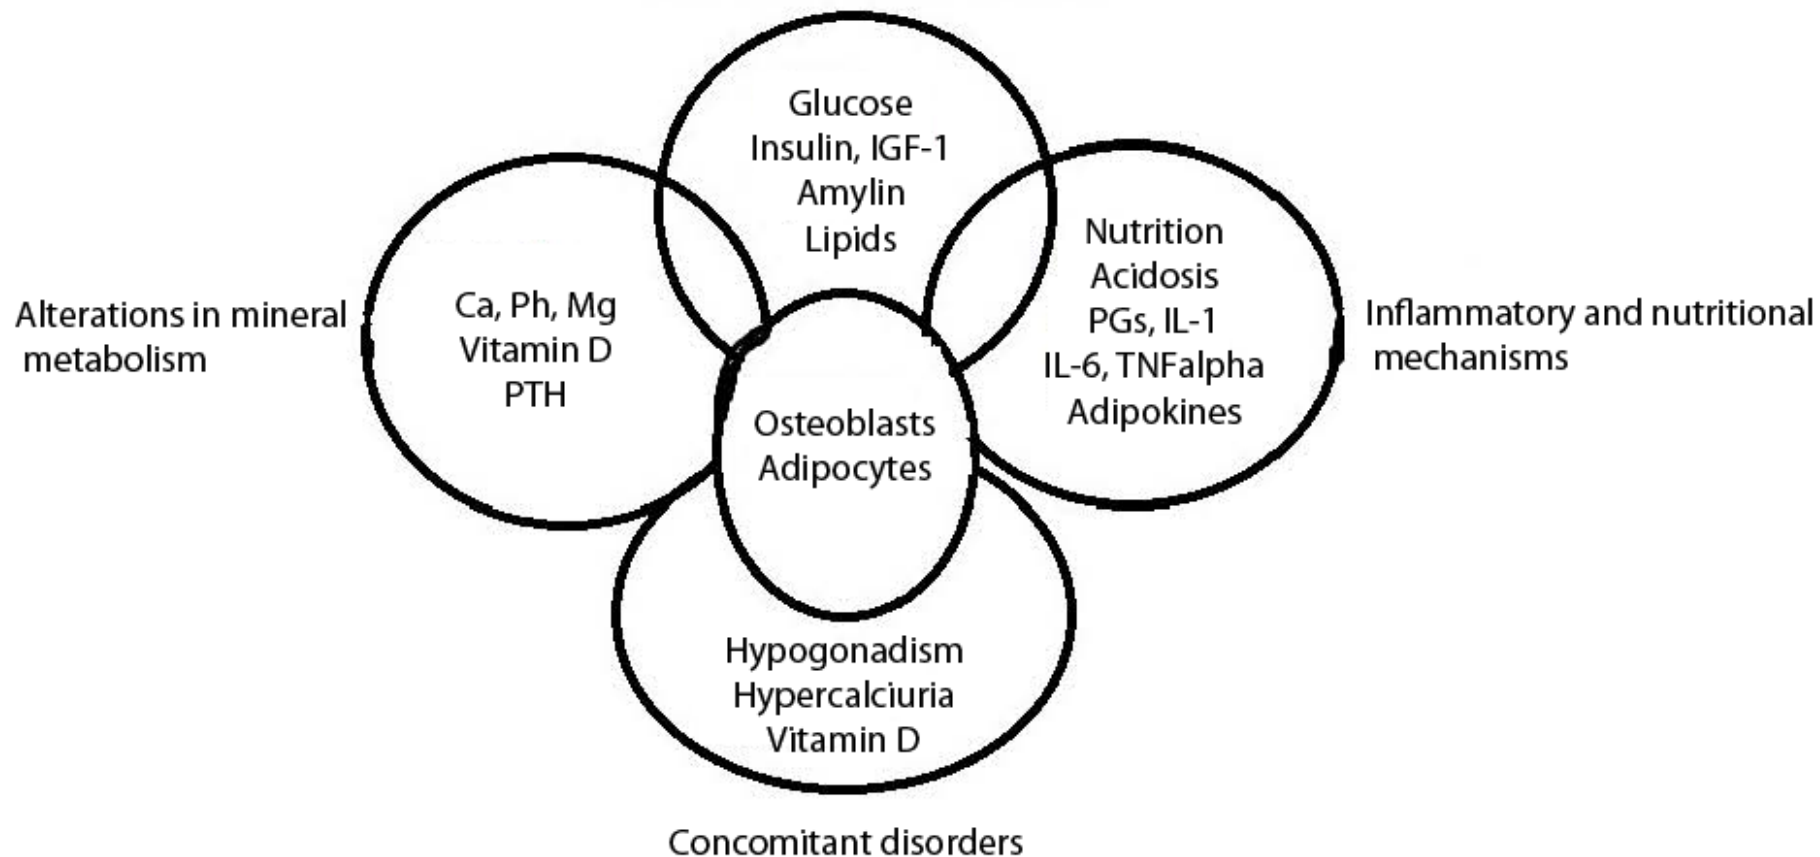 Glucose
Insulin, IGF-1
Amylin
Lipids
Alterations in mineral
metabolism
Ca, Ph, Mg
Vitamin D
PTH
Nutrition
Acidosis
PGs, IL-1
IL-6, TNFalpha
Adipokines
Inflammatory and nutritional
mechanisms
Osteoblasts
Adipocytes
Hypogonadism
Hypercalciuria
Vitamin D
Concomitant disorders